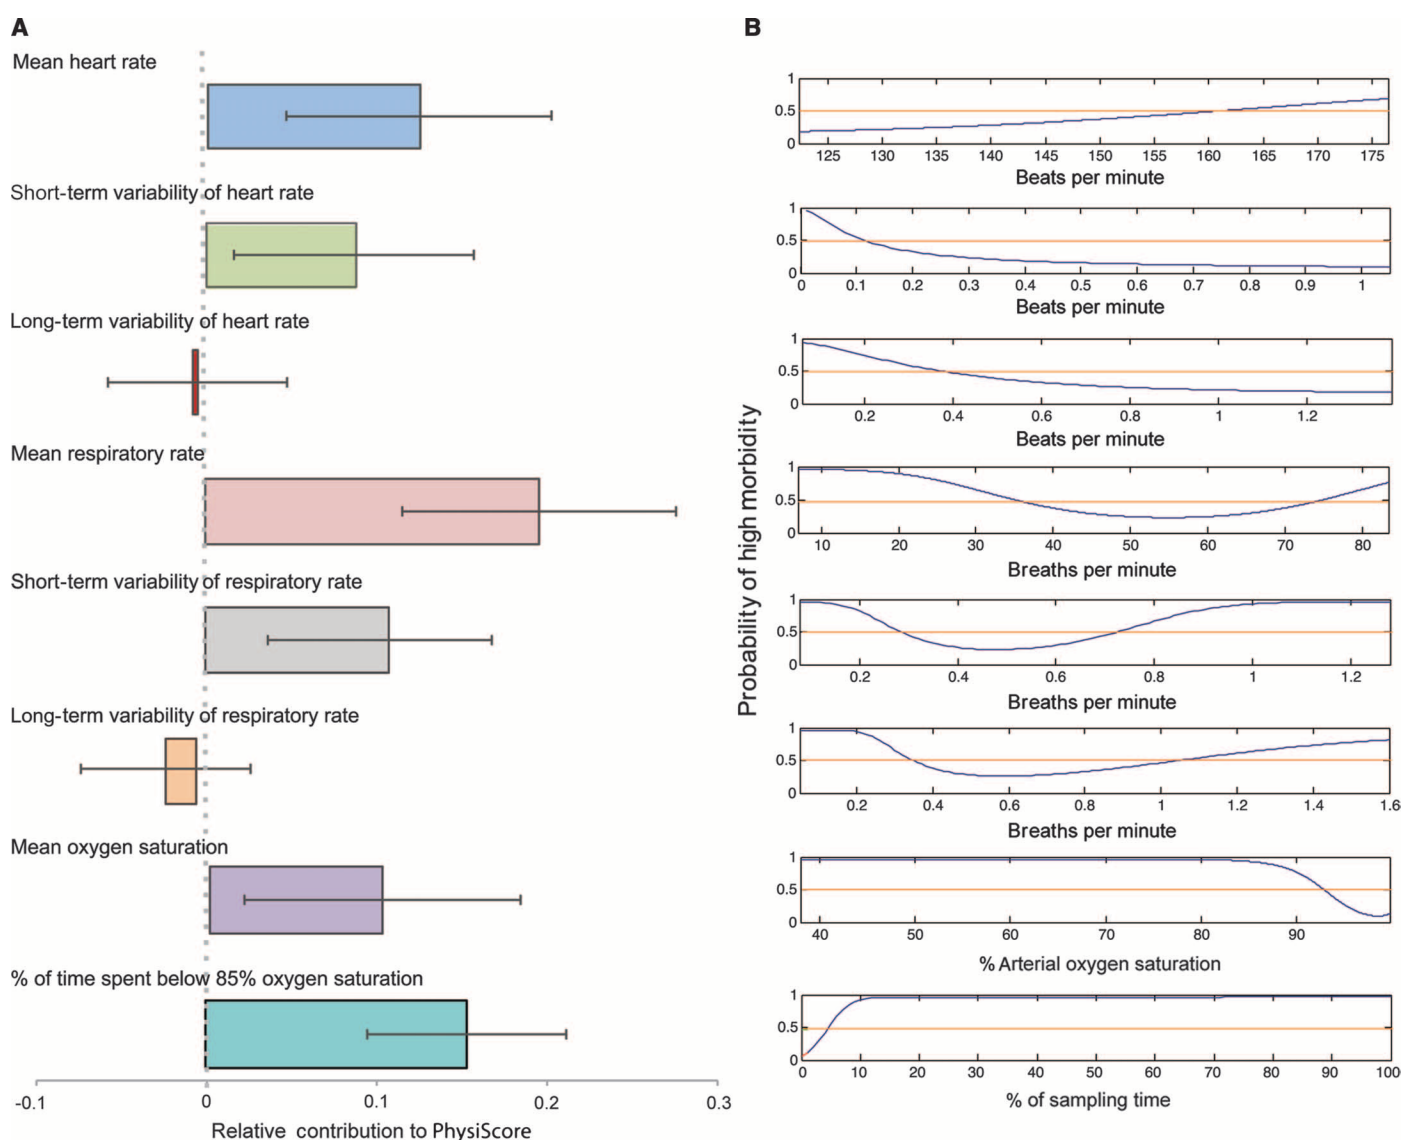 A
Mean heart rate
Short-term variability of heart rate
Long-term variability of heart rate
Mean respiratory rate
Short-term variability of respiratory rate
Long-term variability of respiratory rate
Mean oxygen saturation
% of time spent below 85% oxygen saturation
-0.1 0 0.1 0.2 0.3
Relative contribution to PhysiScore
B
Probability of high morbidity
1
0.5
0
125 130 135 140 145 150 155 160 165 170 175
Beats per minute
1
0.5
0
0 0.1 0.2 0.3 0.4 0.5 0.6 0.7 0.8 0.9 1
Beats per minute
1
0.5
0
0.2 0.4 0.6 0.8 1 1.2
Beats per minute
1
0.5
0
10 20 30 40 50 60 70 80
Breaths per minute
1
0.5
0
0.2 0.4 0.6 0.8 1 1.2
Breaths per minute
1
0.5
0
0.2 0.4 0.6 0.8 1 1.2 1.4 1.6
Breaths per minute
1
0.5
0
40 50 60 70 80 90
% Arterial oxygen saturation
1
0.5
0
0 10 20 30 40 50 60 70 80 90 100
% of sampling time